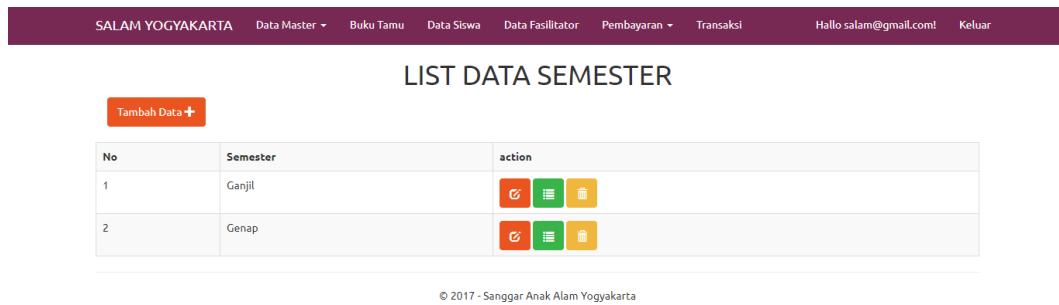 SALAM YOGYAKARTA Data Master Buku Tamu Data Siswa Data Fasilitator Pembayaran Transaksi Hallo salam@gmail.com! Keluar
LIST DATA SEMESTER
Tambah Data
No Semester action
1 Ganjil
2 Genap
© 2017 - Sanggar Anak Alam Yogyakarta